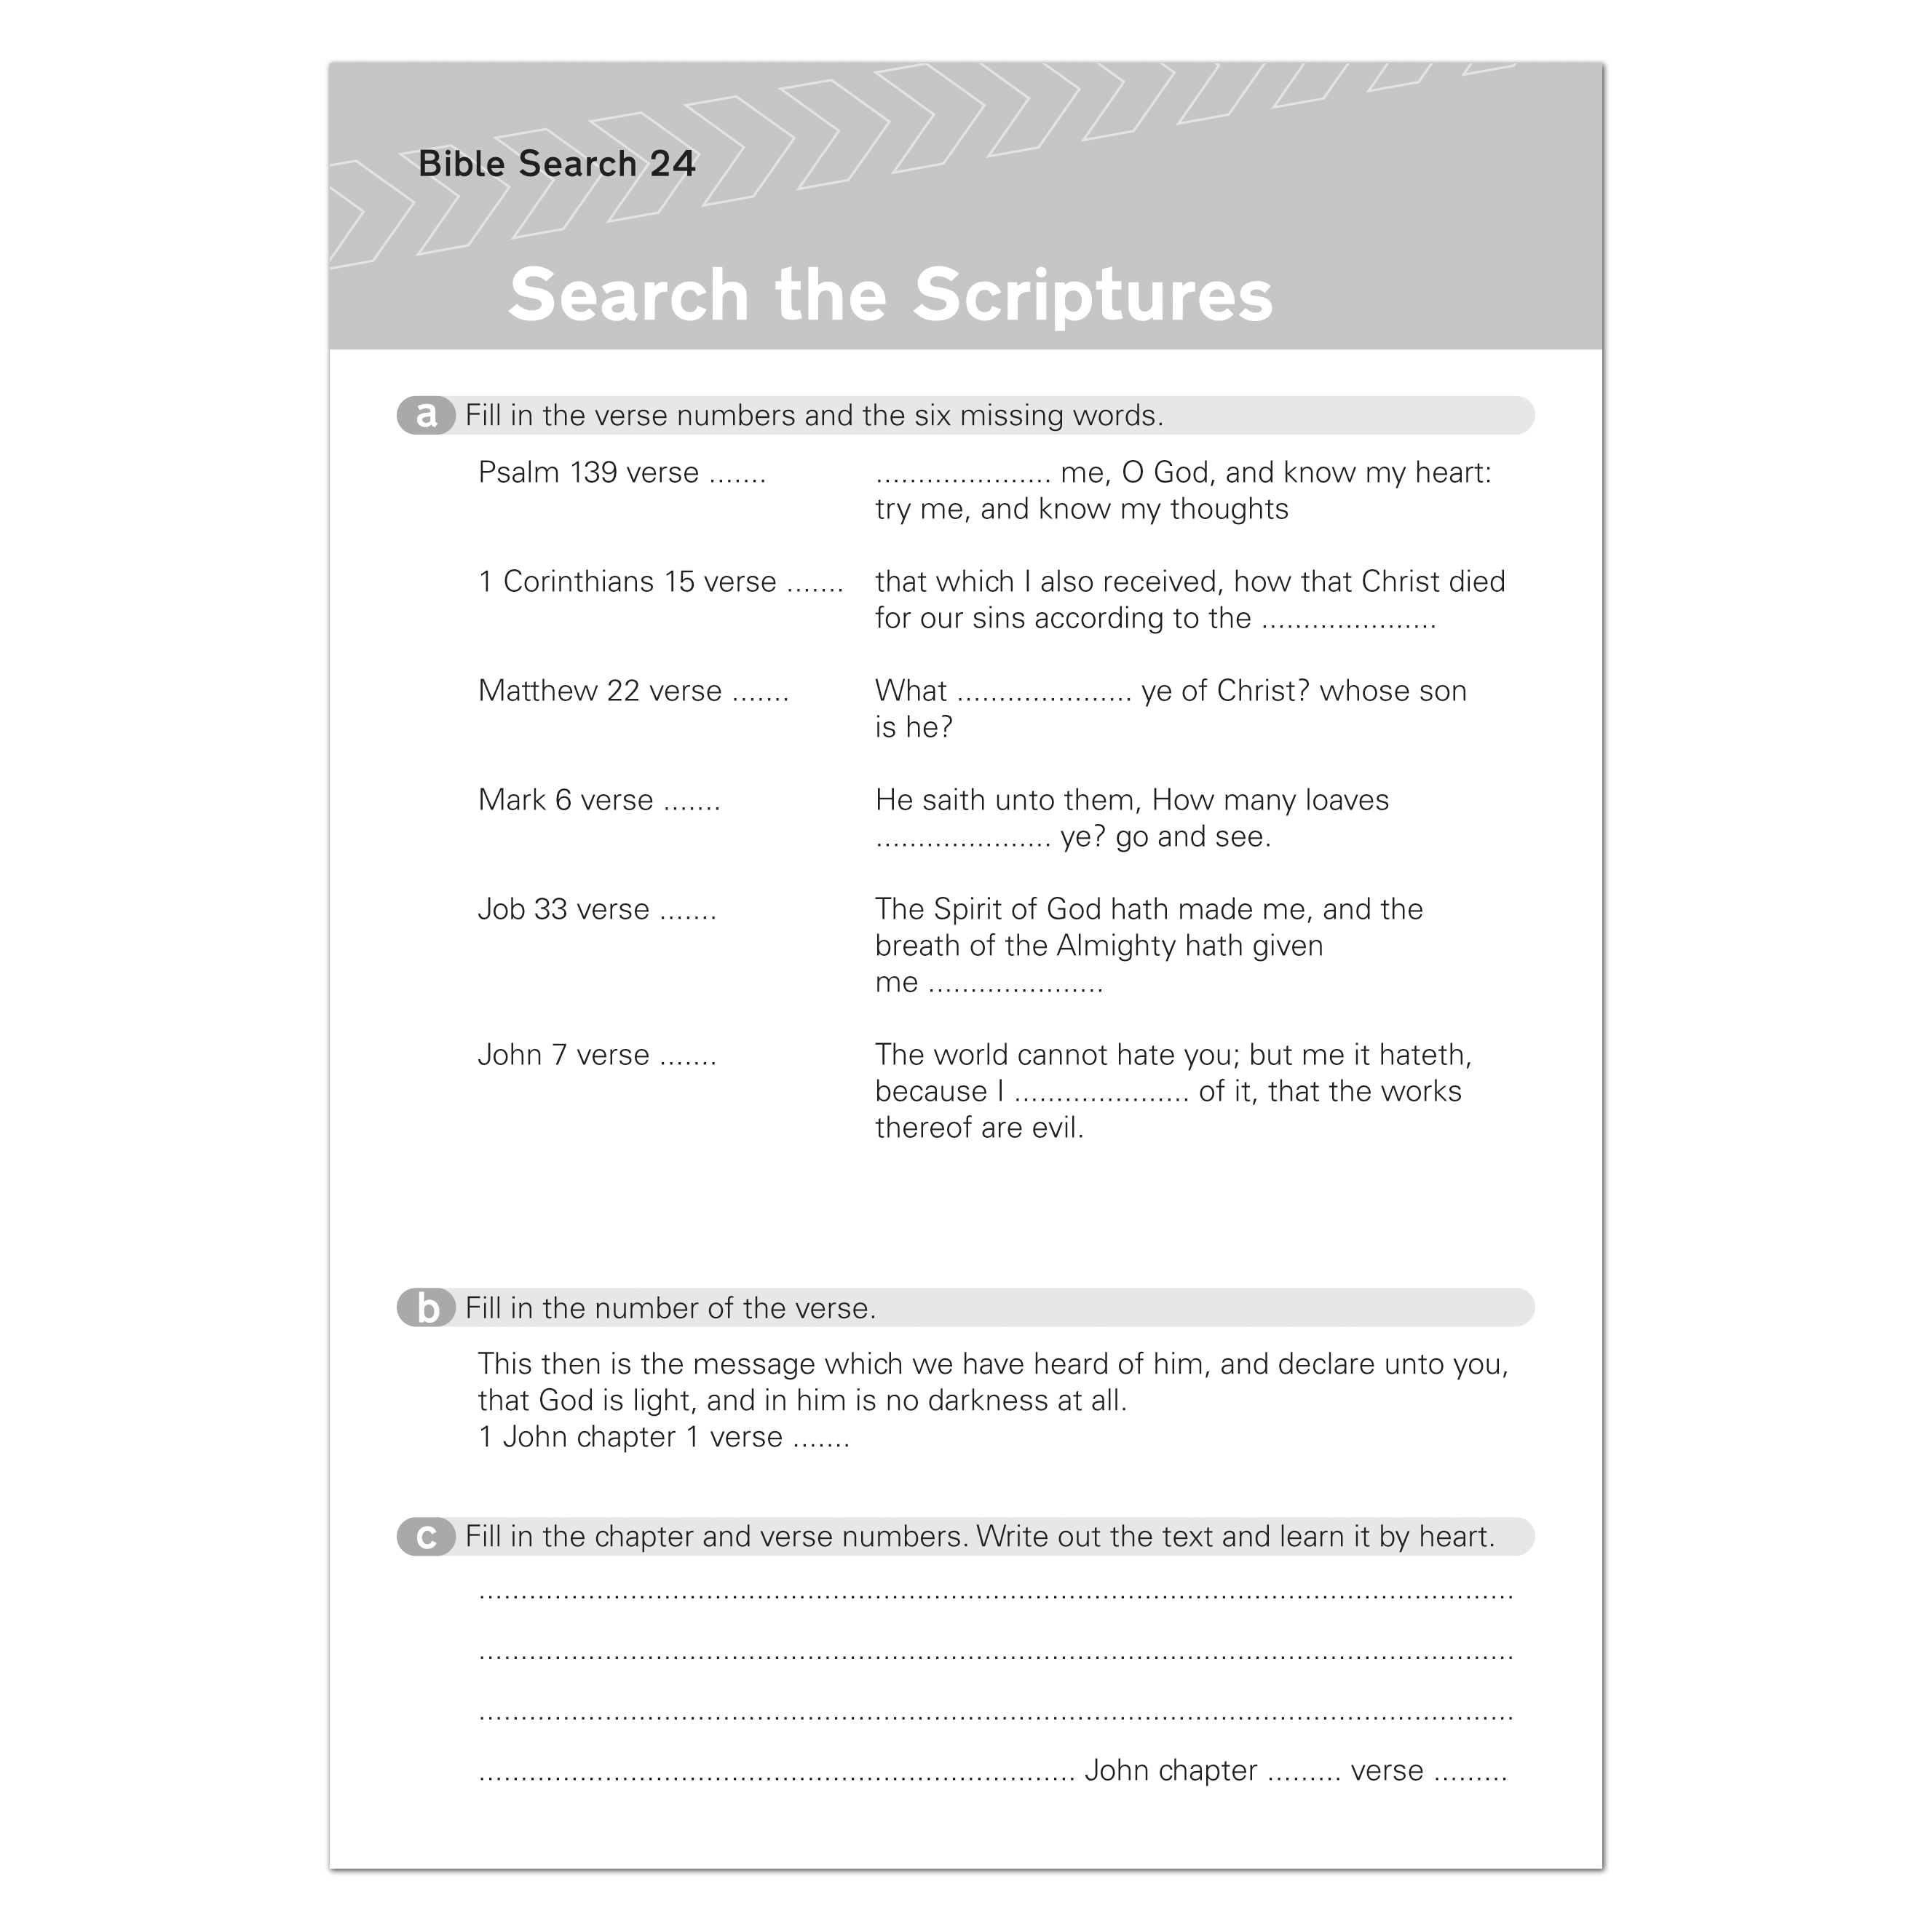 Bible Search 24
Search the Scriptures
a Fill in the verse numbers and the six missing words.
Psalm 139 verse ....... ..................... me, O God, and know my heart:
try me, and know my thoughts
1 Corinthians 15 verse ....... that which I also received, how that Christ died
for our sins according to the .....................
Matthew 22 verse ....... What ..................... ye of Christ? whose son
is he?
Mark 6 verse ....... He saith unto them, How many loaves
..................... ye? go and see.
Job 33 verse ....... The Spirit of God hath made me, and the
breath of the Almighty hath given
me .....................
John 7 verse ....... The world cannot hate you; but me it hateth,
because I ..................... of it, that the works
thereof are evil.
b Fill in the number of the verse.
This then is the message which we have heard of him, and declare unto you,
that God is light, and in him is no darkness at all.
1 John chapter 1 verse .......
c Fill in the chapter and verse numbers. Write out the text and learn it by heart.
............................................................................................................................
............................................................................................................................
............................................................................................................................
....................................................................... John chapter ......... verse .........